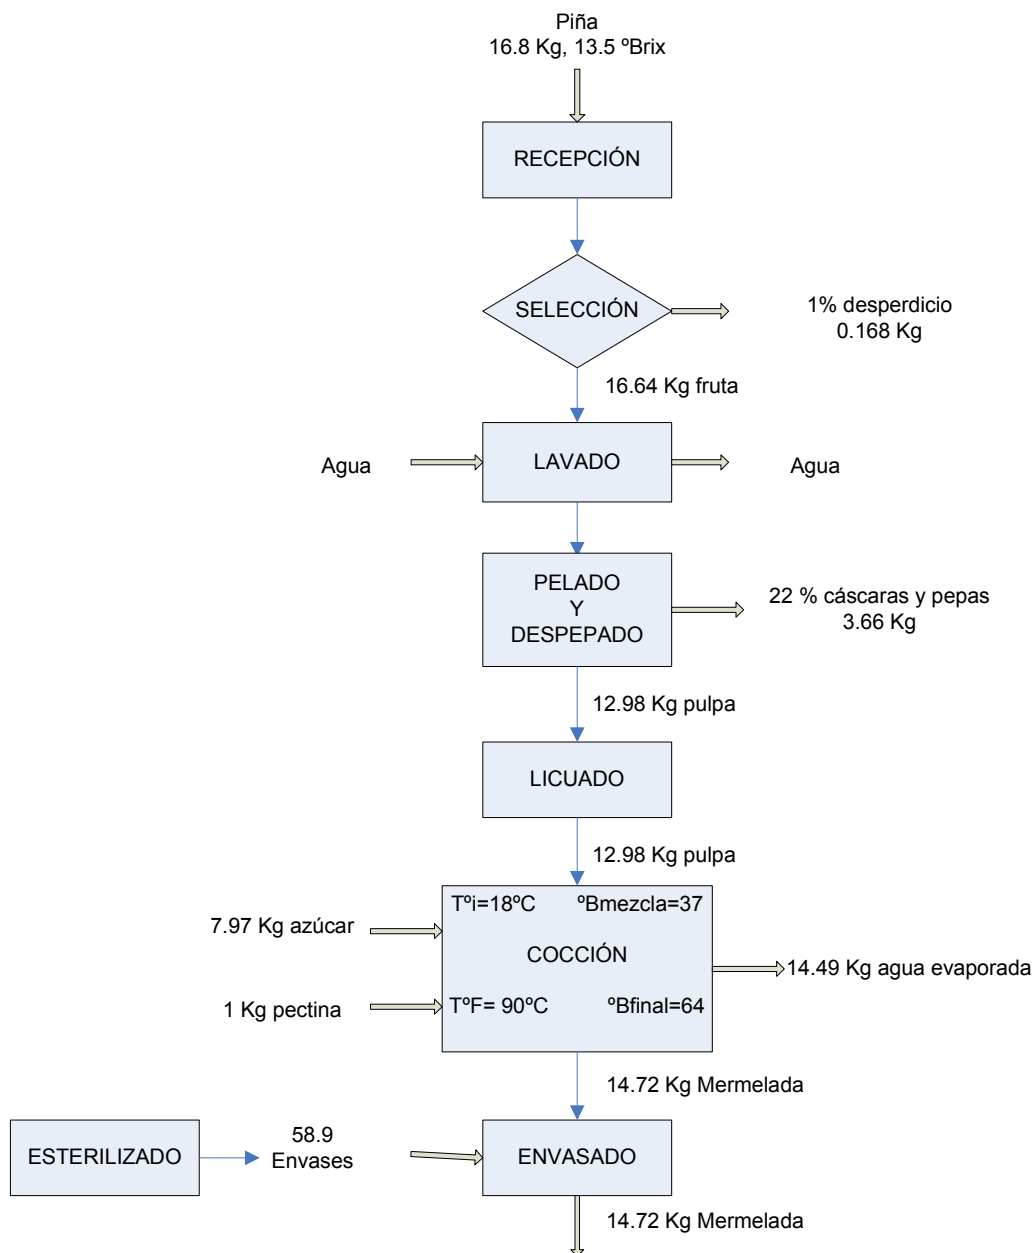 Piña
16.8 Kg, 13.5 ºBrix
RECEPCIÓN
SELECCIÓN
1% desperdicio
0.168 Kg
16.64 Kg fruta
Agua
LAVADO
Agua
PELADO
Y
DESPEPADO
22 % cáscaras y pepas
3.66 Kg
12.98 Kg pulpa
LICUADO
12.98 Kg pulpa
Tºi=18ºC ºBmezcla=37
7.97 Kg azúcar
COCCIÓN
14.49 Kg agua evaporada
1 Kg pectina
TºF= 90ºC ºBfinal=64
14.72 Kg Mermelada
ESTERILIZADO
58.9
Envases
ENVASADO
14.72 Kg Mermelada